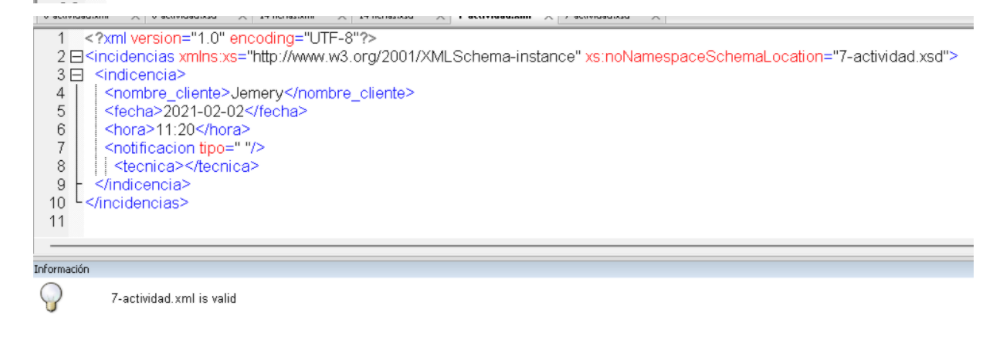 7-actividad.xml
1 <?xml version="1.0" encoding="UTF-8"?>
2 <incidencias xmlns:xs="http://www.w3.org/2001/XMLSchema-instance" xs:noNamespaceSchemaLocation="7-actividad.xsd">
3 <indicencia>
4 <nombre_cliente>Jemery</nombre_cliente>
5 <fecha>2021-02-02</fecha>
6 <hora>11:20</hora>
7 <notificacion tipo=" "/>
8 <tecnica></tecnica>
9 </indicencia>
10 </incidencias>
11
Información
7-actividad.xml is valid